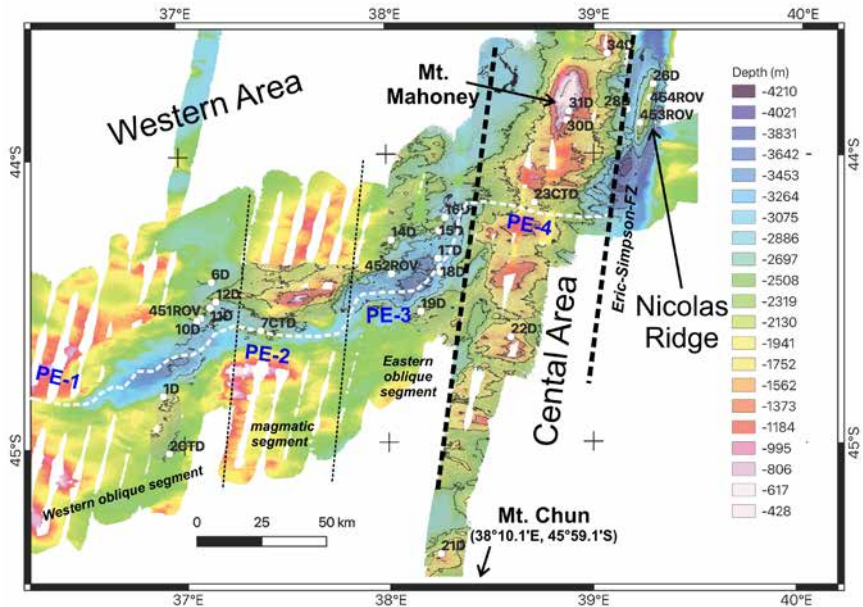 37°E 38°E 39°E 40°E
44°S
45°S
Western Area
Mt.
Mahoney
34D
26D
31D
28D
464ROV
453ROV
30D
23CTD
PE-4
16D
15D
14D
17D
452ROV
18D
6D
12D
451ROV
11D
10D
19D
7CTD
PE-3
PE-2
PE-1
22D
1D
2CTD
21D
Eric-Simpson-FZ
Nicolas
Ridge
Cental Area
Eastern
oblique
segment
magmatic
segment
Western oblique segment
0 25 50 km
Mt. Chun
(38°10.1'E, 45°59.1'S)
Depth (m)
-4210
-4021
-3831
-3642
-3453
-3264
-3075
-2886
-2697
-2508
-2319
-2130
-1941
-1752
-1562
-1373
-1184
-995
-806
-617
-428
44°S
45°S
37°E 38°E 39°E 40°E